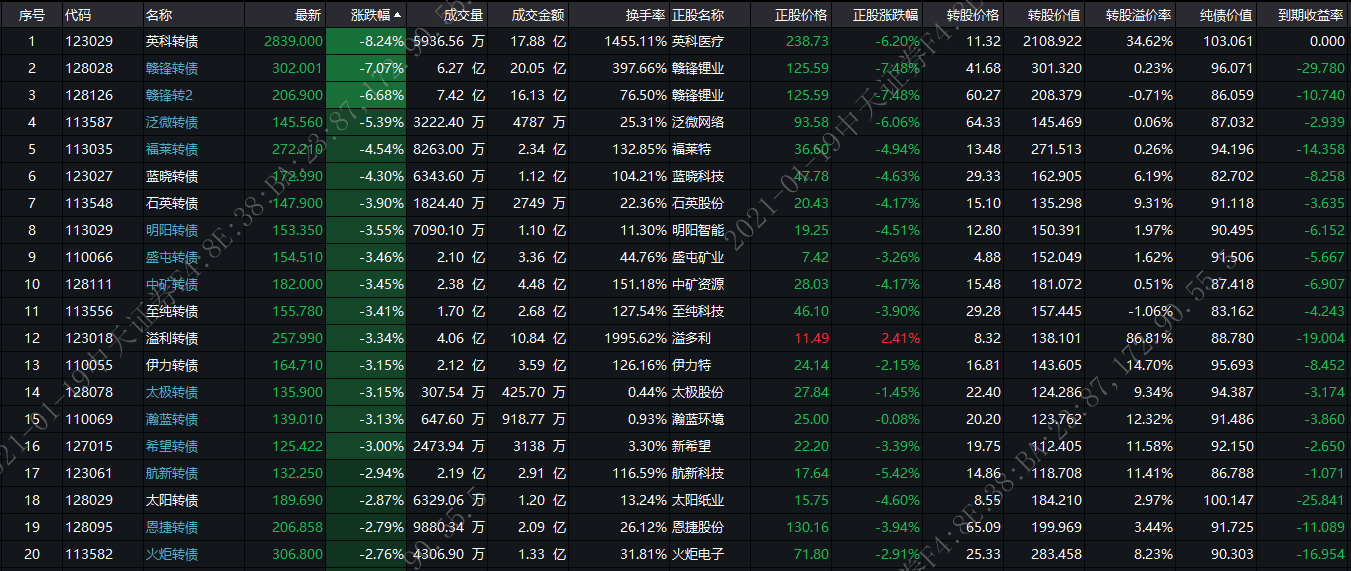 序号 代码 名称 最新 涨跌幅 成交量 成交金额 换手率 正股名称 正股价格 正股涨跌幅 转股价格 转股价值 转股溢价率 纯债价值 到期收益率
1 123029 英科转债 2839.000 -8.24% 5936.56 万 17.88 亿 1455.11% 英科医疗 238.73 -6.20% 11.32 2108.922 34.62% 103.061 0.000
2 128028 赣锋转债 302.001 -7.07% 6.27 亿 20.05 亿 397.66% 赣锋锂业 125.59 -7.48% 41.68 301.320 0.23% 96.071 -29.780
3 128126 赣锋转2 206.900 -6.68% 7.42 亿 16.13 亿 76.50% 赣锋锂业 125.59 -7.48% 60.27 208.379 -0.71% 86.059 -10.740
4 113587 泛微转债 145.560 -5.39% 3222.40 万 4787 万 25.31% 泛微网络 93.58 -6.06% 64.33 145.469 0.06% 87.032 -2.939
5 113035 福莱转债 272.210 -4.54% 8263.00 万 2.34 亿 132.85% 福莱特 36.60 -4.94% 13.48 271.513 0.26% 94.196 -14.358
6 123027 蓝晓转债 172.990 -4.30% 6343.60 万 1.12 亿 104.21% 蓝晓科技 47.78 -4.63% 29.33 162.905 6.19% 82.702 -8.258
7 113548 石英转债 147.900 -3.90% 1824.40 万 2749 万 22.36% 石英股份 20.43 -4.17% 15.10 135.298 9.31% 91.118 -3.635
8 113029 明阳转债 153.350 -3.55% 7090.10 万 1.10 亿 11.30% 明阳智能 19.25 -4.51% 12.80 150.391 1.97% 90.495 -6.152
9 110066 盛屯转债 154.510 -3.46% 2.10 亿 3.36 亿 44.76% 盛屯矿业 7.42 -3.26% 4.88 152.049 1.62% 91.506 -5.667
10 128111 中矿转债 182.000 -3.45% 2.38 亿 4.48 亿 151.18% 中矿资源 28.03 -4.17% 15.48 181.072 0.51% 87.418 -6.907
11 113556 至纯转债 155.780 -3.41% 1.70 亿 2.68 亿 127.54% 至纯科技 46.10 -3.90% 29.28 157.445 -1.06% 83.162 -4.243
12 123018 溢利转债 257.990 -3.34% 4.06 亿 10.84 亿 1995.62% 溢多利 11.49 2.41% 8.32 138.101 86.81% 88.780 -19.004
13 110055 伊力转债 164.710 -3.15% 2.12 亿 3.59 亿 126.16% 伊力特 24.14 -2.15% 16.81 143.605 14.70% 95.693 -8.452
14 128078 太极转债 135.900 -3.15% 307.54 万 425.70 万 0.44% 太极股份 27.84 -1.45% 22.40 124.286 9.34% 94.387 -3.174
15 110069 瀚蓝转债 139.010 -3.13% 647.60 万 918.77 万 0.93% 瀚蓝环境 25.00 -0.08% 20.20 123.762 12.32% 91.486 -3.860
16 127015 希望转债 125.422 -3.00% 2473.94 万 3138 万 3.30% 新希望 22.20 -3.39% 19.75 112.405 11.58% 92.150 -2.650
17 123061 航新转债 132.250 -2.94% 2.19 亿 2.91 亿 116.59% 航新科技 17.64 -5.42% 14.86 118.708 11.41% 86.788 -1.071
18 128029 太阳转债 189.690 -2.87% 6329.06 万 1.20 亿 13.24% 太阳纸业 15.75 -4.60% 8.55 184.210 2.97% 100.147 -25.841
19 128095 恩捷转债 206.858 -2.79% 9880.34 万 2.09 亿 26.12% 恩捷股份 130.16 -3.94% 65.09 199.969 3.44% 91.725 -11.089
20 113582 火炬转债 306.800 -2.76% 4306.90 万 1.33 亿 31.81% 火炬电子 71.80 -2.91% 25.33 283.458 8.23% 90.303 -16.954